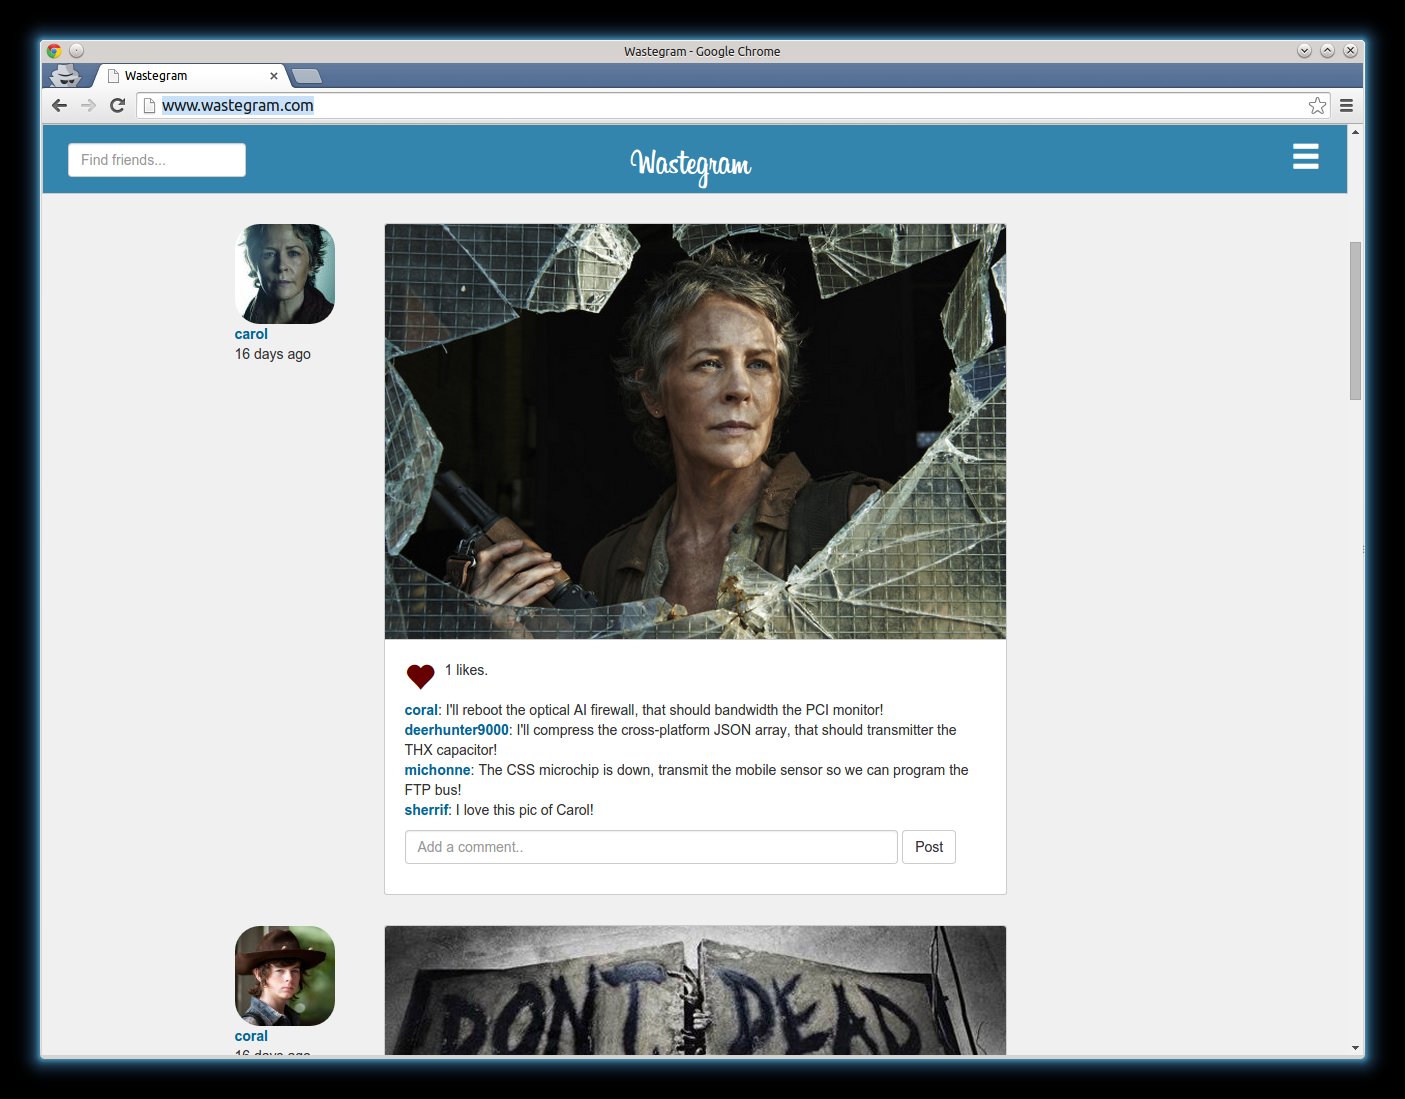 Wastegram - Google Chrome
Wastegram
www.wastegram.com
Find friends...
Wastegram
carol
16 days ago
1 likes.
coral: I'll reboot the optical AI firewall, that should bandwidth the PCI monitor!
deerhunter9000: I'll compress the cross-platform JSON array, that should transmitter the
THX capacitor!
michonne: The CSS microchip is down, transmit the mobile sensor so we can program the
FTP bus!
sherrif: I love this pic of Carol!
Add a comment..
Post
coral
16 days ago
DON'T DEAD